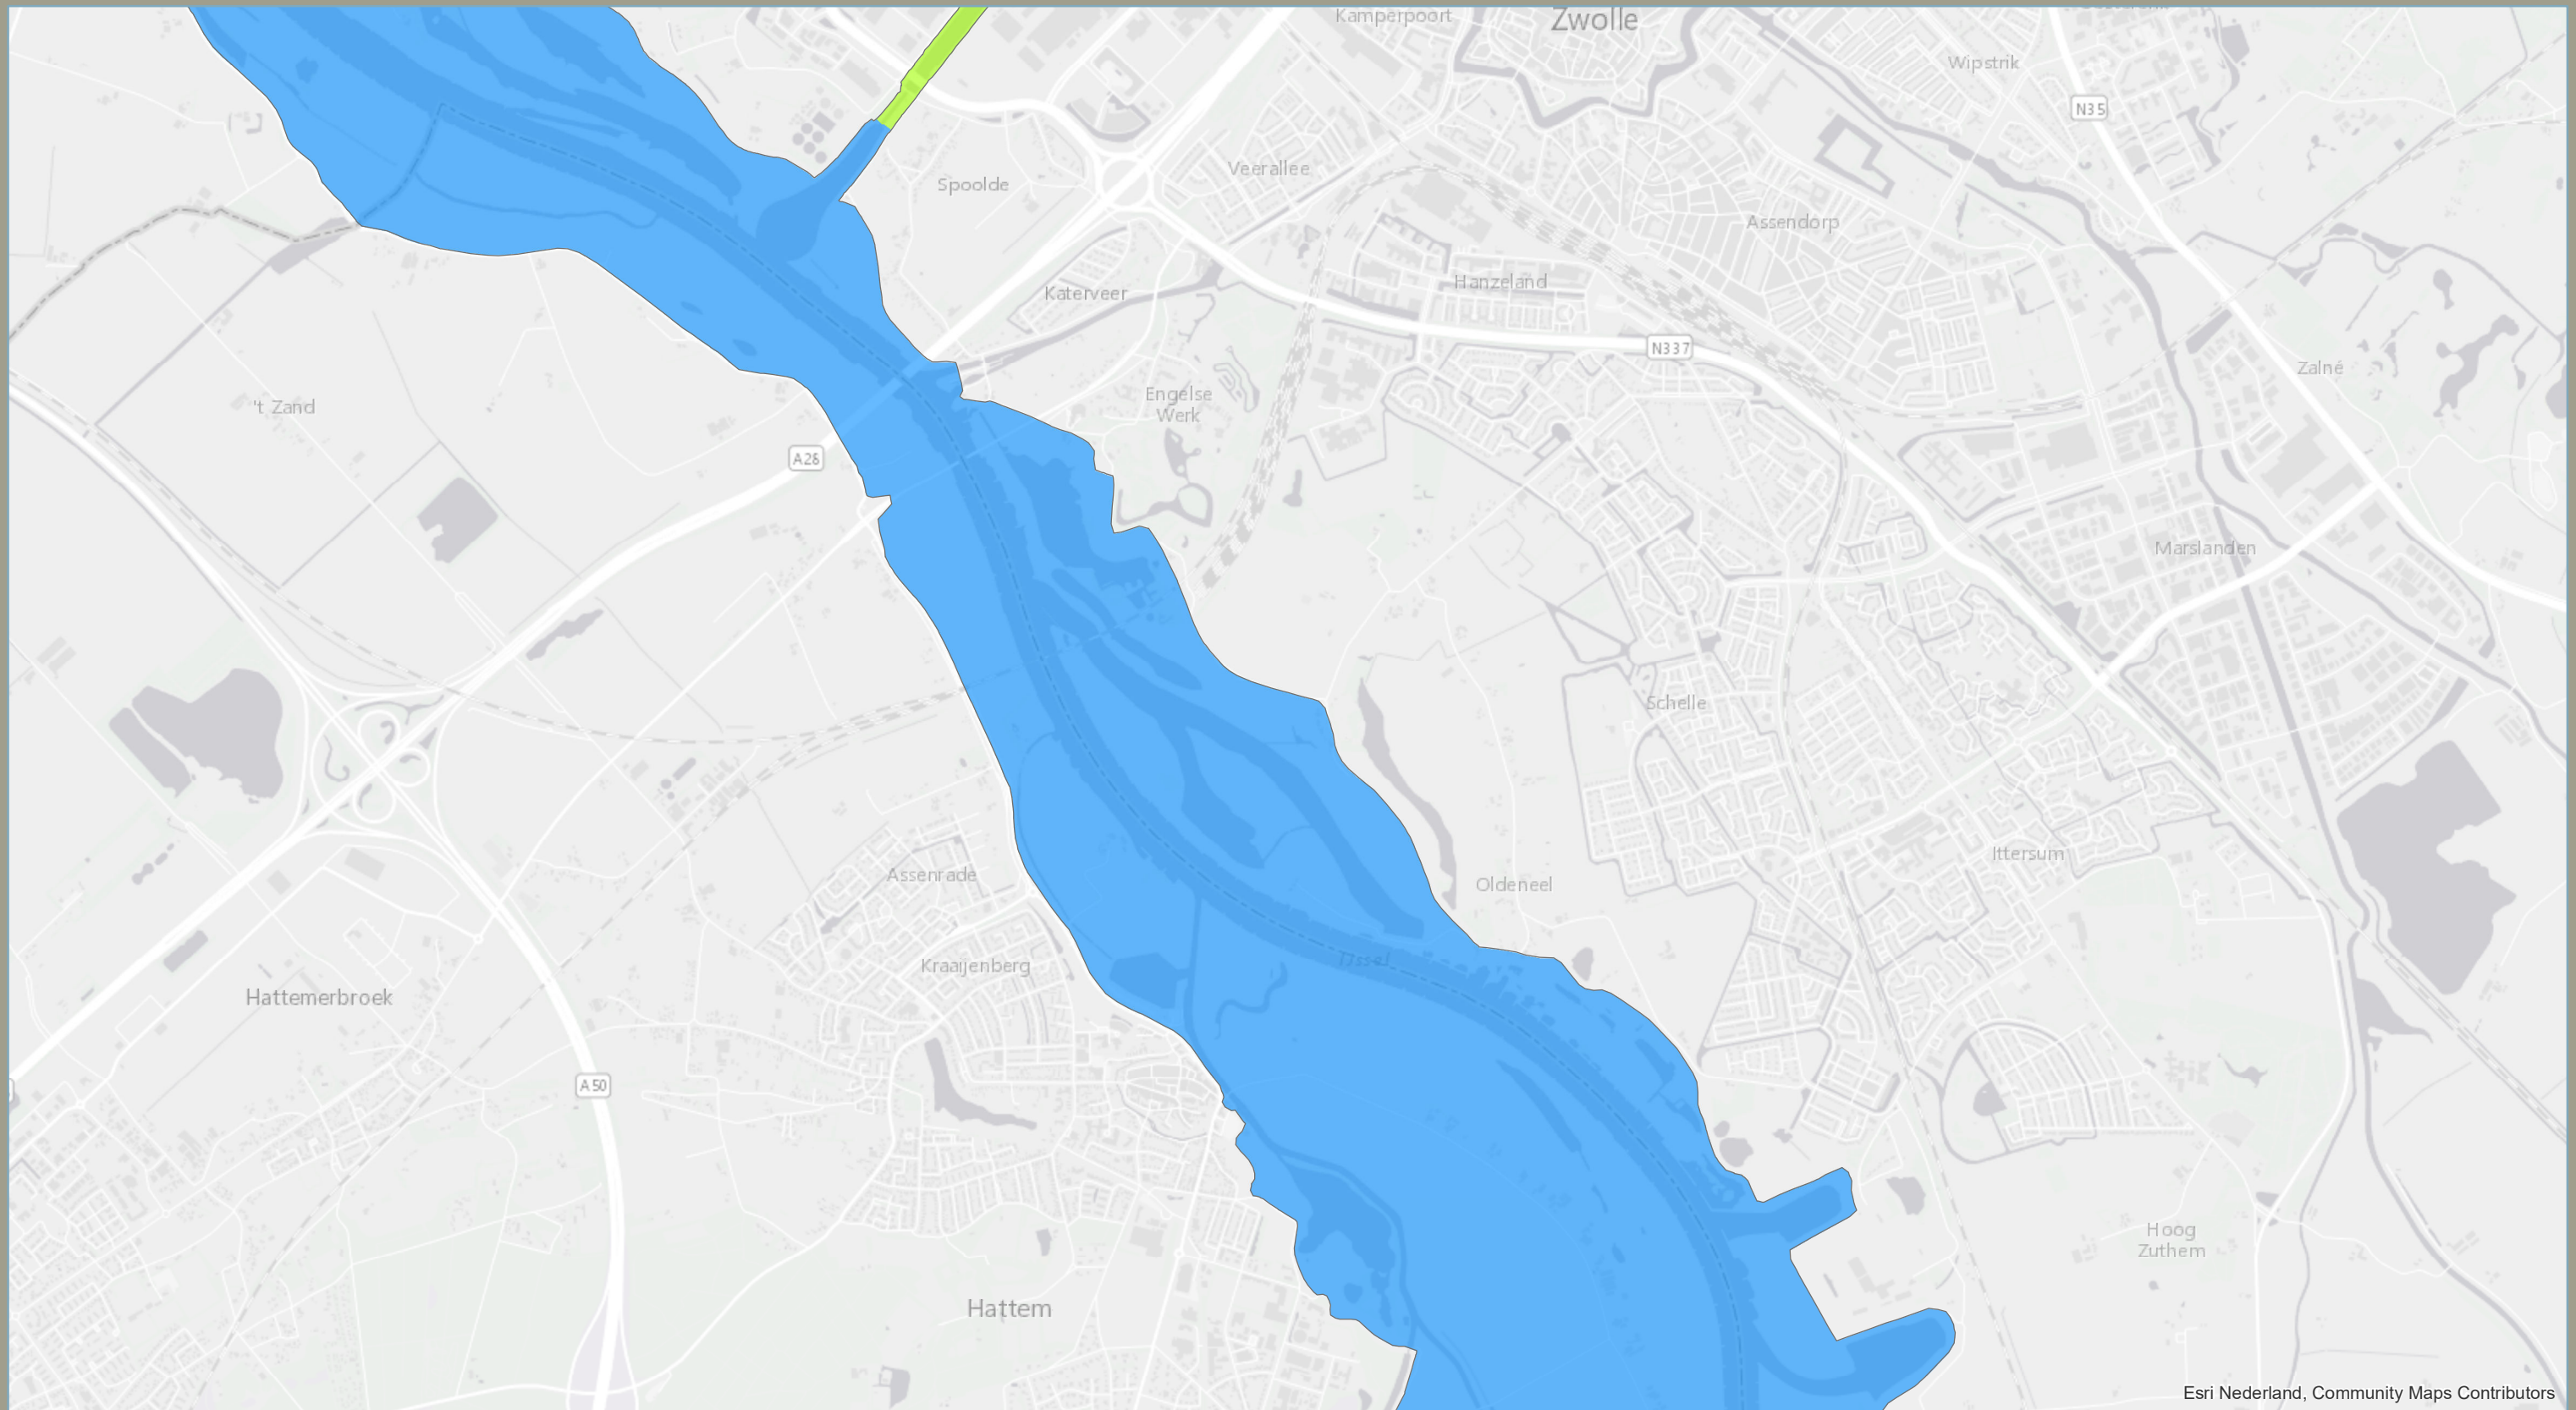 Kamperpoort
Zwolle
Wipstrik
N35
Veerallee
Spoolde
Assendorp
Hanzeland
Katerveer
N337
Zalné
Engelse
Werk
't Zand
A28
Marslanden
Schelle
Ittersum
Assenrade
Oldeneel
IJssel
Kraaijenberg
Hattemerbroek
A50
Hoog
Zuthem
Hattem
Esri Nederland, Community Maps Contributors